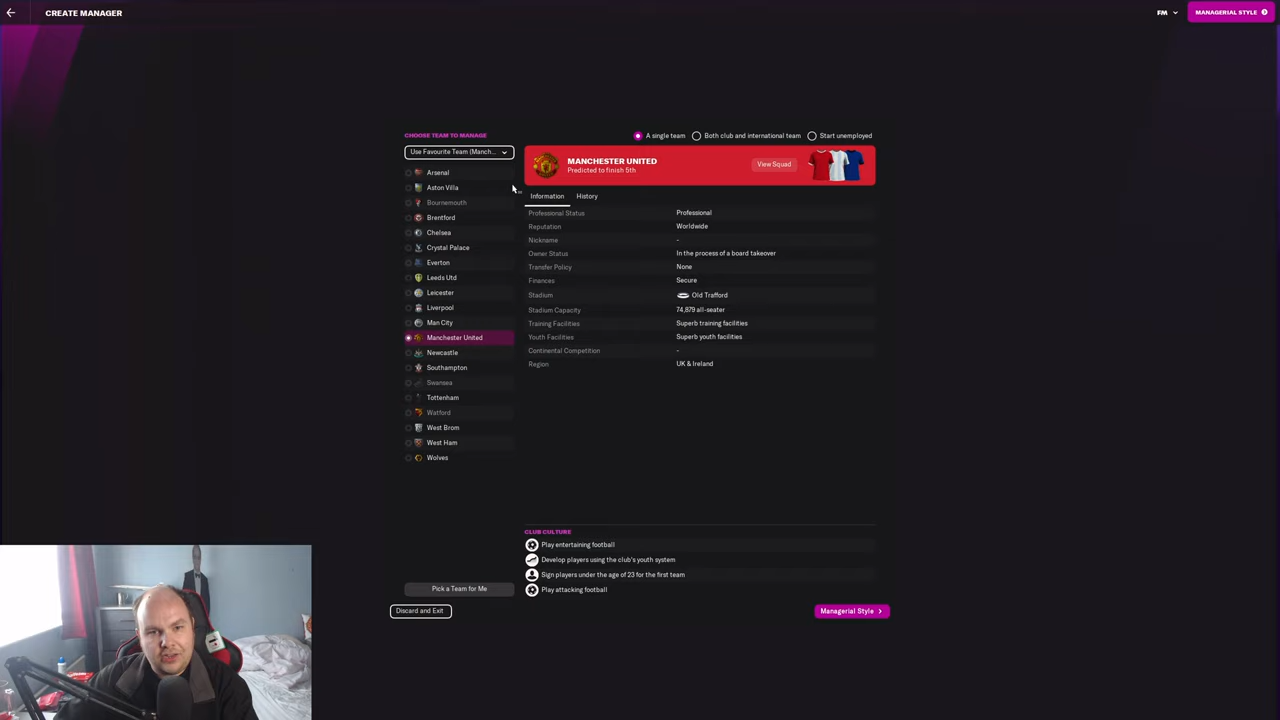 CREATE MANAGER
FM
MANAGERIAL STYLE
CHOOSE TEAM TO MANAGE
A single team
Both club and international team
Start unemployed
Use Favourite Team (Manch...
MANCHESTER UNITED
Predicted to finish 5th
View Squad
Arsenal
Aston Villa
Bournemouth
Brentford
Chelsea
Crystal Palace
Everton
Leeds Utd
Leicester
Liverpool
Man City
Manchester United
Newcastle
Southampton
Swansea
Tottenham
Watford
West Brom
West Ham
Wolves
Information History
Professional Status Professional
Reputation Worldwide
Nickname -
Owner Status In the process of a board takeover
Transfer Policy None
Finances Secure
Stadium Old Trafford
Stadium Capacity 74,879 all-seater
Training Facilities Superb training facilities
Youth Facilities Superb youth facilities
Continental Competition -
Region UK & Ireland
CLUB CULTURE
Play entertaining football
Develop players using the club's youth system
Sign players under the age of 23 for the first team
Play attacking football
Pick a Team for Me
Discard and Exit
Managerial Style